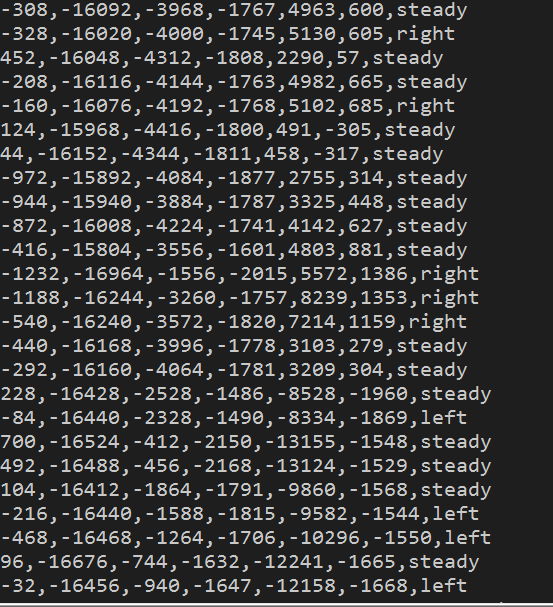 -308,-16092,-3968,-1767,4963,600,steady
-328,-16020,-4000,-1745,5130,605,right
452,-16048,-4312,-1808,2290,57,steady
-208,-16116,-4144,-1763,4982,665,steady
-160,-16076,-4192,-1768,5102,685,right
124,-15968,-4416,-1800,491,-305,steady
44,-16152,-4344,-1811,458,-317,steady
-972,-15892,-4084,-1877,2755,314,steady
-944,-15940,-3884,-1787,3325,448,steady
-872,-16008,-4224,-1741,4142,627,steady
-416,-15804,-3556,-1601,4803,881,steady
-1232,-16964,-1556,-2015,5572,1386,right
-1188,-16244,-3260,-1757,8239,1353,right
-540,-16240,-3572,-1820,7214,1159,right
-440,-16168,-3996,-1778,3103,279,steady
-292,-16160,-4064,-1781,3209,304,steady
228,-16428,-2528,-1486,-8528,-1960,steady
-84,-16440,-2328,-1490,-8334,-1869,left
700,-16524,-412,-2150,-13155,-1548,steady
492,-16488,-456,-2168,-13124,-1529,steady
104,-16412,-1864,-1791,-9860,-1568,steady
-216,-16440,-1588,-1815,-9582,-1544,left
-468,-16468,-1264,-1706,-10296,-1550,left
96,-16676,-744,-1632,-12241,-1665,steady
-32,-16456,-940,-1647,-12158,-1668,left